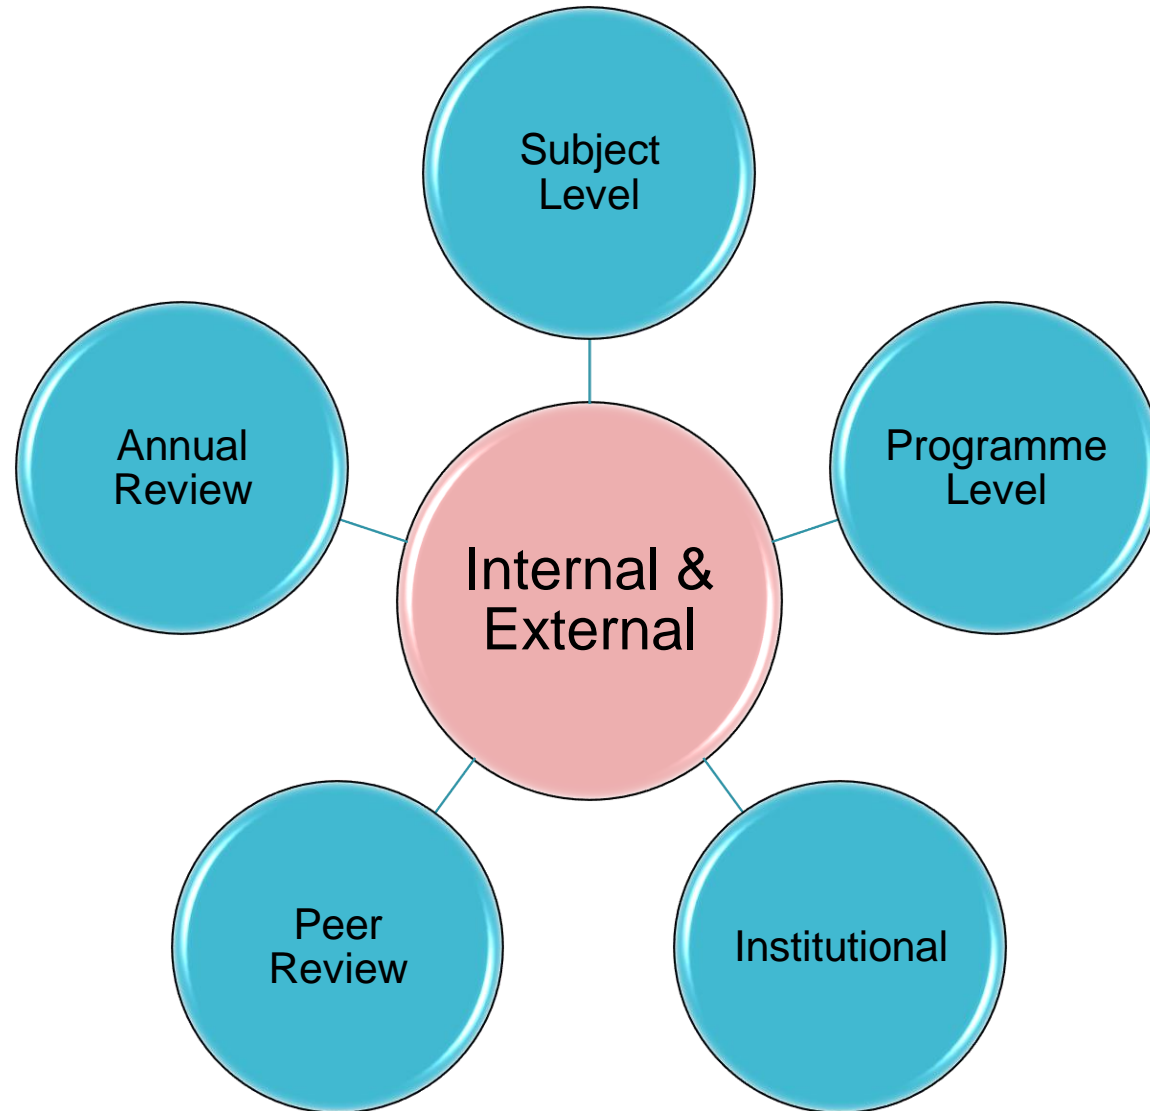 Subject
Level
Annual
Review
Programme
Level
Internal &
External
Peer
Review
Institutional